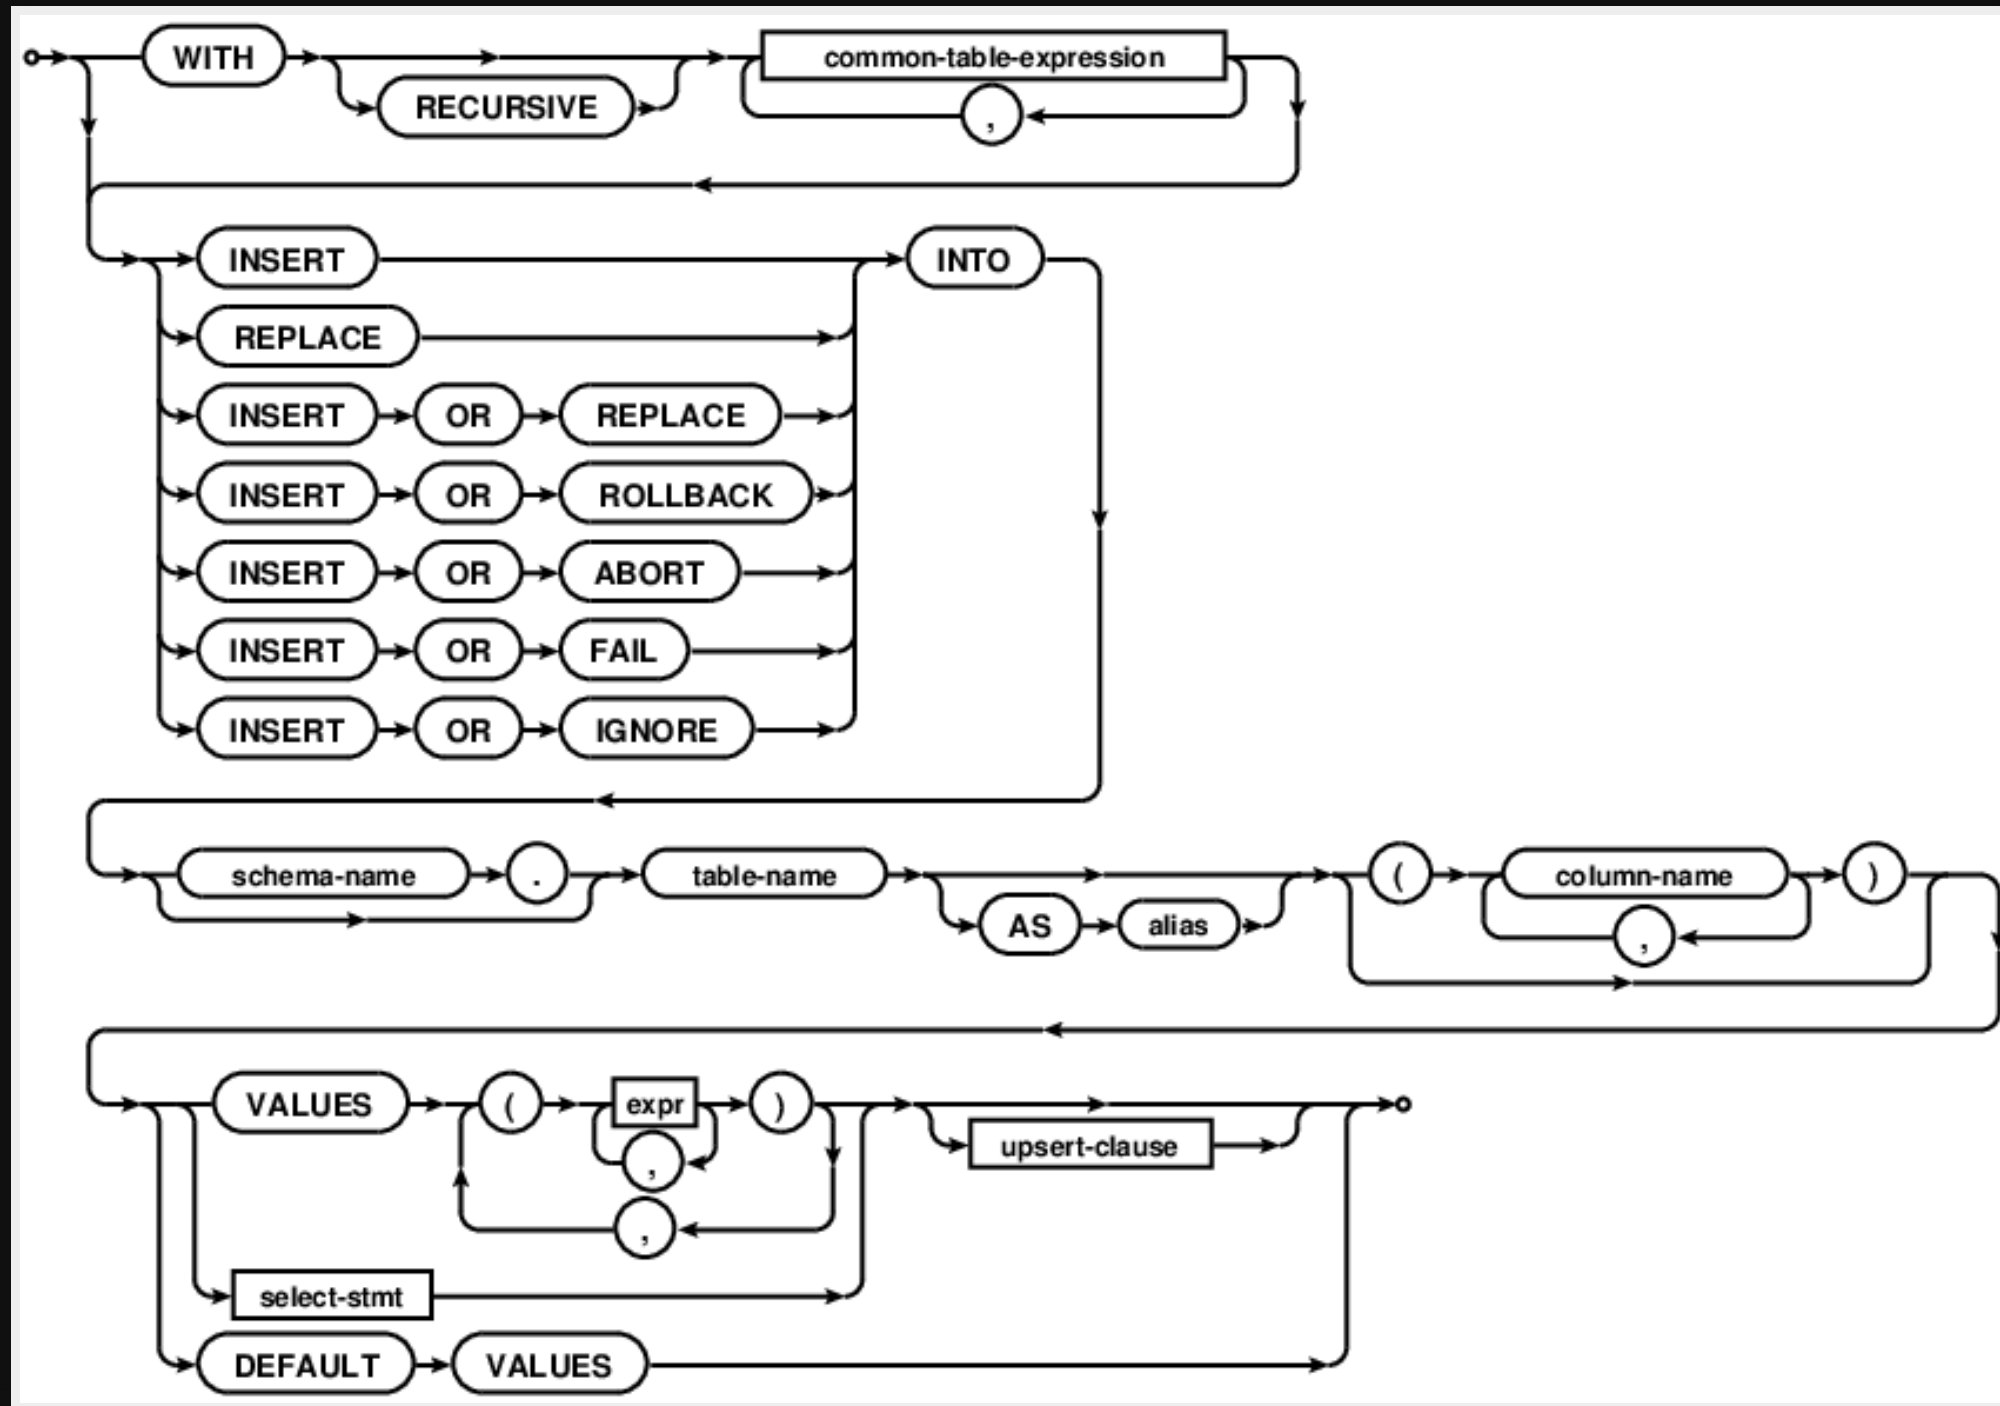 WITH common-table-expression
RECURSIVE ,
INSERT INTO
REPLACE
INSERT OR REPLACE
INSERT OR ROLLBACK
INSERT OR ABORT
INSERT OR FAIL
INSERT OR IGNORE
schema-name . table-name ( column-name )
AS alias ,
VALUES ( expr )
, upsert-clause
,
select-stmt
DEFAULT VALUES